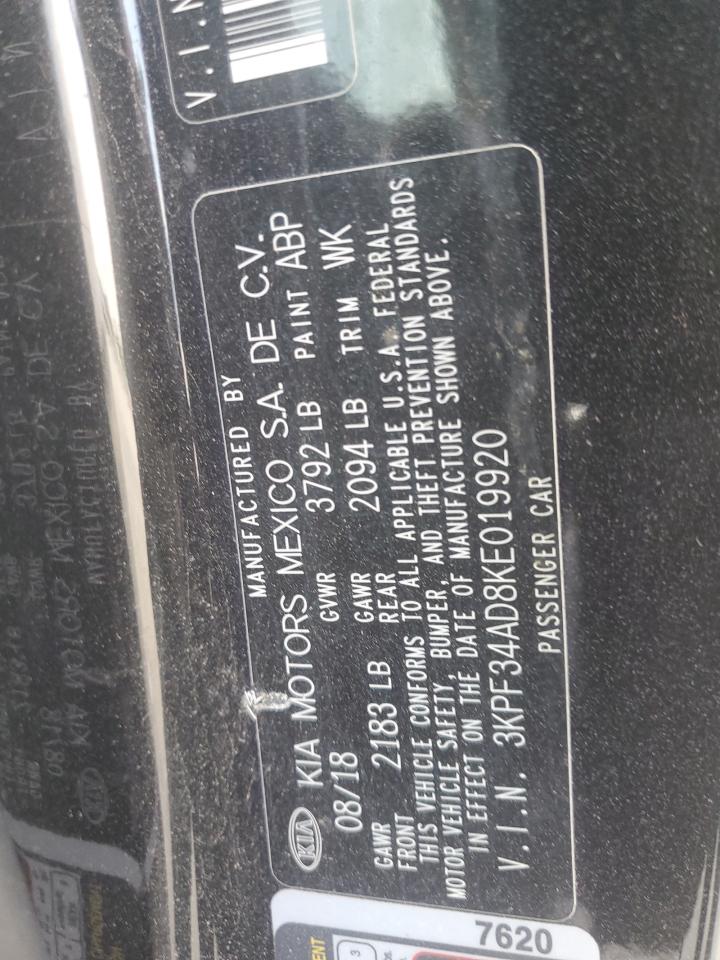 V.I.N
MANUFACTURED BY
KIA KIA MOTORS MEXICO S.A. DE C.V.
08/18 GVWR 3792 LB PAINT ABP
GAWR FRONT 2183 LB GAWR REAR 2094 LB TRIM WK
THIS VEHICLE CONFORMS TO ALL APPLICABLE U.S.A. FEDERAL
MOTOR VEHICLE SAFETY, BUMPER, AND THEFT PREVENTION STANDARDS
IN EFFECT ON THE DATE OF MANUFACTURE SHOWN ABOVE.
V.I.N. 3KPF34AD8KE019920
PASSENGER CAR
7620